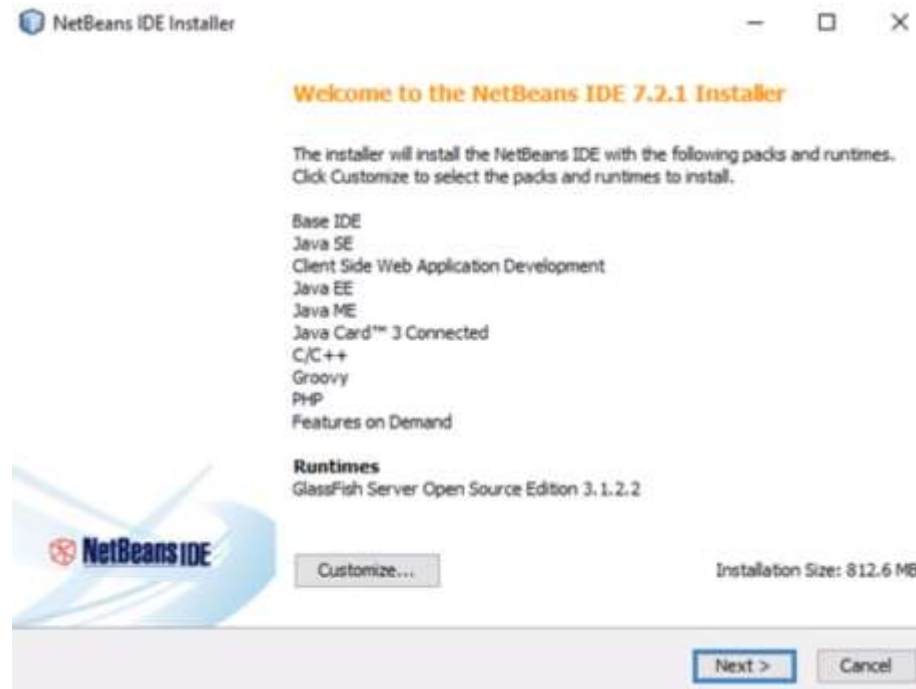 NetBeans IDE Installer
Welcome to the NetBeans IDE 7.2.1 Installer
The installer will install the NetBeans IDE with the following packs and runtimes.
Click Customize to select the packs and runtimes to install.
Base IDE
Java SE
Client Side Web Application Development
Java EE
Java ME
Java Card™ 3 Connected
C/C++
Groovy
PHP
Features on Demand
Runtimes
GlassFish Server Open Source Edition 3.1.2.2
NetBeans IDE
Customize...
Installation Size: 812.6 MB
Next >
Cancel